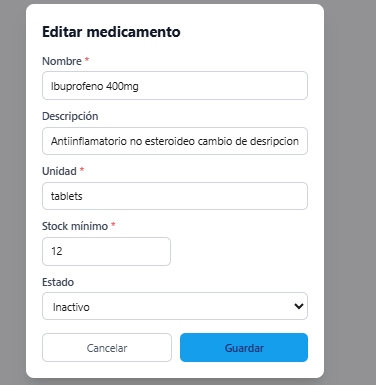 Editar medicamento
Nombre *
Ibuprofeno 400mg
Descripción
Antiinflamatorio no esteroideo cambio de desripcion
Unidad *
tablets
Stock mínimo *
12
Estado
Inactivo
Cancelar Guardar